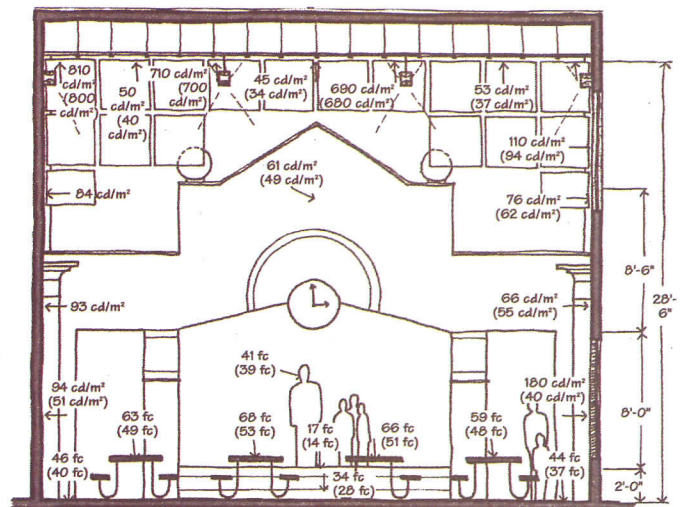 810
cd/m²
(800
cd/m²)
50
cd/m²
(40
cd/m²)
710 cd/m²
(700
cd/m²)
45 cd/m²
(34 cd/m²)
690 cd/m²
(680 cd/m²)
53 cd/m²
(37 cd/m²)
110 cd/m²
(94 cd/m²)
61 cd/m²
(49 cd/m²)
84 cd/m²
76 cd/m²
(62 cd/m²)
93 cd/m²
66 cd/m²
(55 cd/m²)
8'-6"
28'-
6"
41 fc
(39 fc)
94 cd/m²
(51 cd/m²)
180 cd/m²
(40 cd/m²)
8'-0"
63 fc
(49 fc)
68 fc
(53 fc)
17 fc
(14 fc)
66 fc
(51 fc)
59 fc
(48 fc)
46 fc
(40 fc)
34 fc
(28 fc)
44 fc
(37 fc)
2'-0"